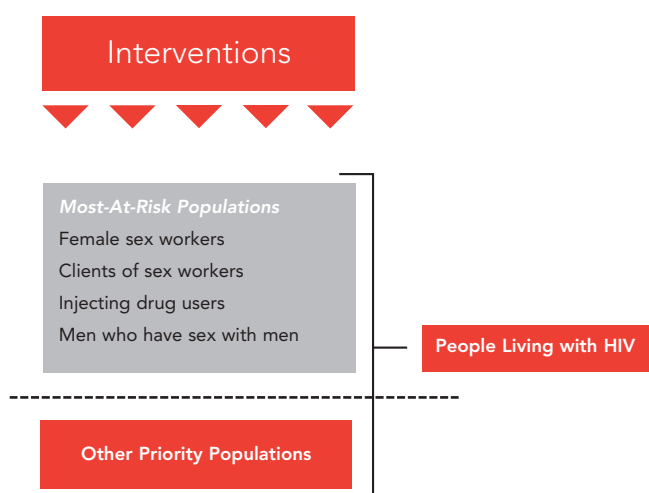 Interventions
Most-At-Risk Populations
Female sex workers
Clients of sex workers
Injecting drug users
Men who have sex with men
People Living with HIV
Other Priority Populations